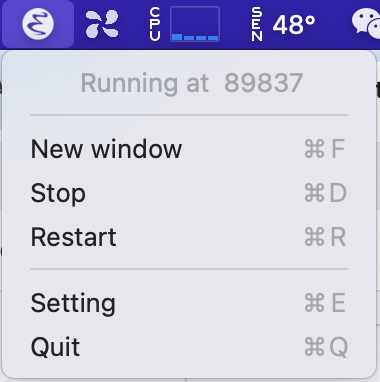 CPU SEN 48°
Running at 89837
New window ⌘F
Stop ⌘D
Restart ⌘R
Setting ⌘E
Quit ⌘Q